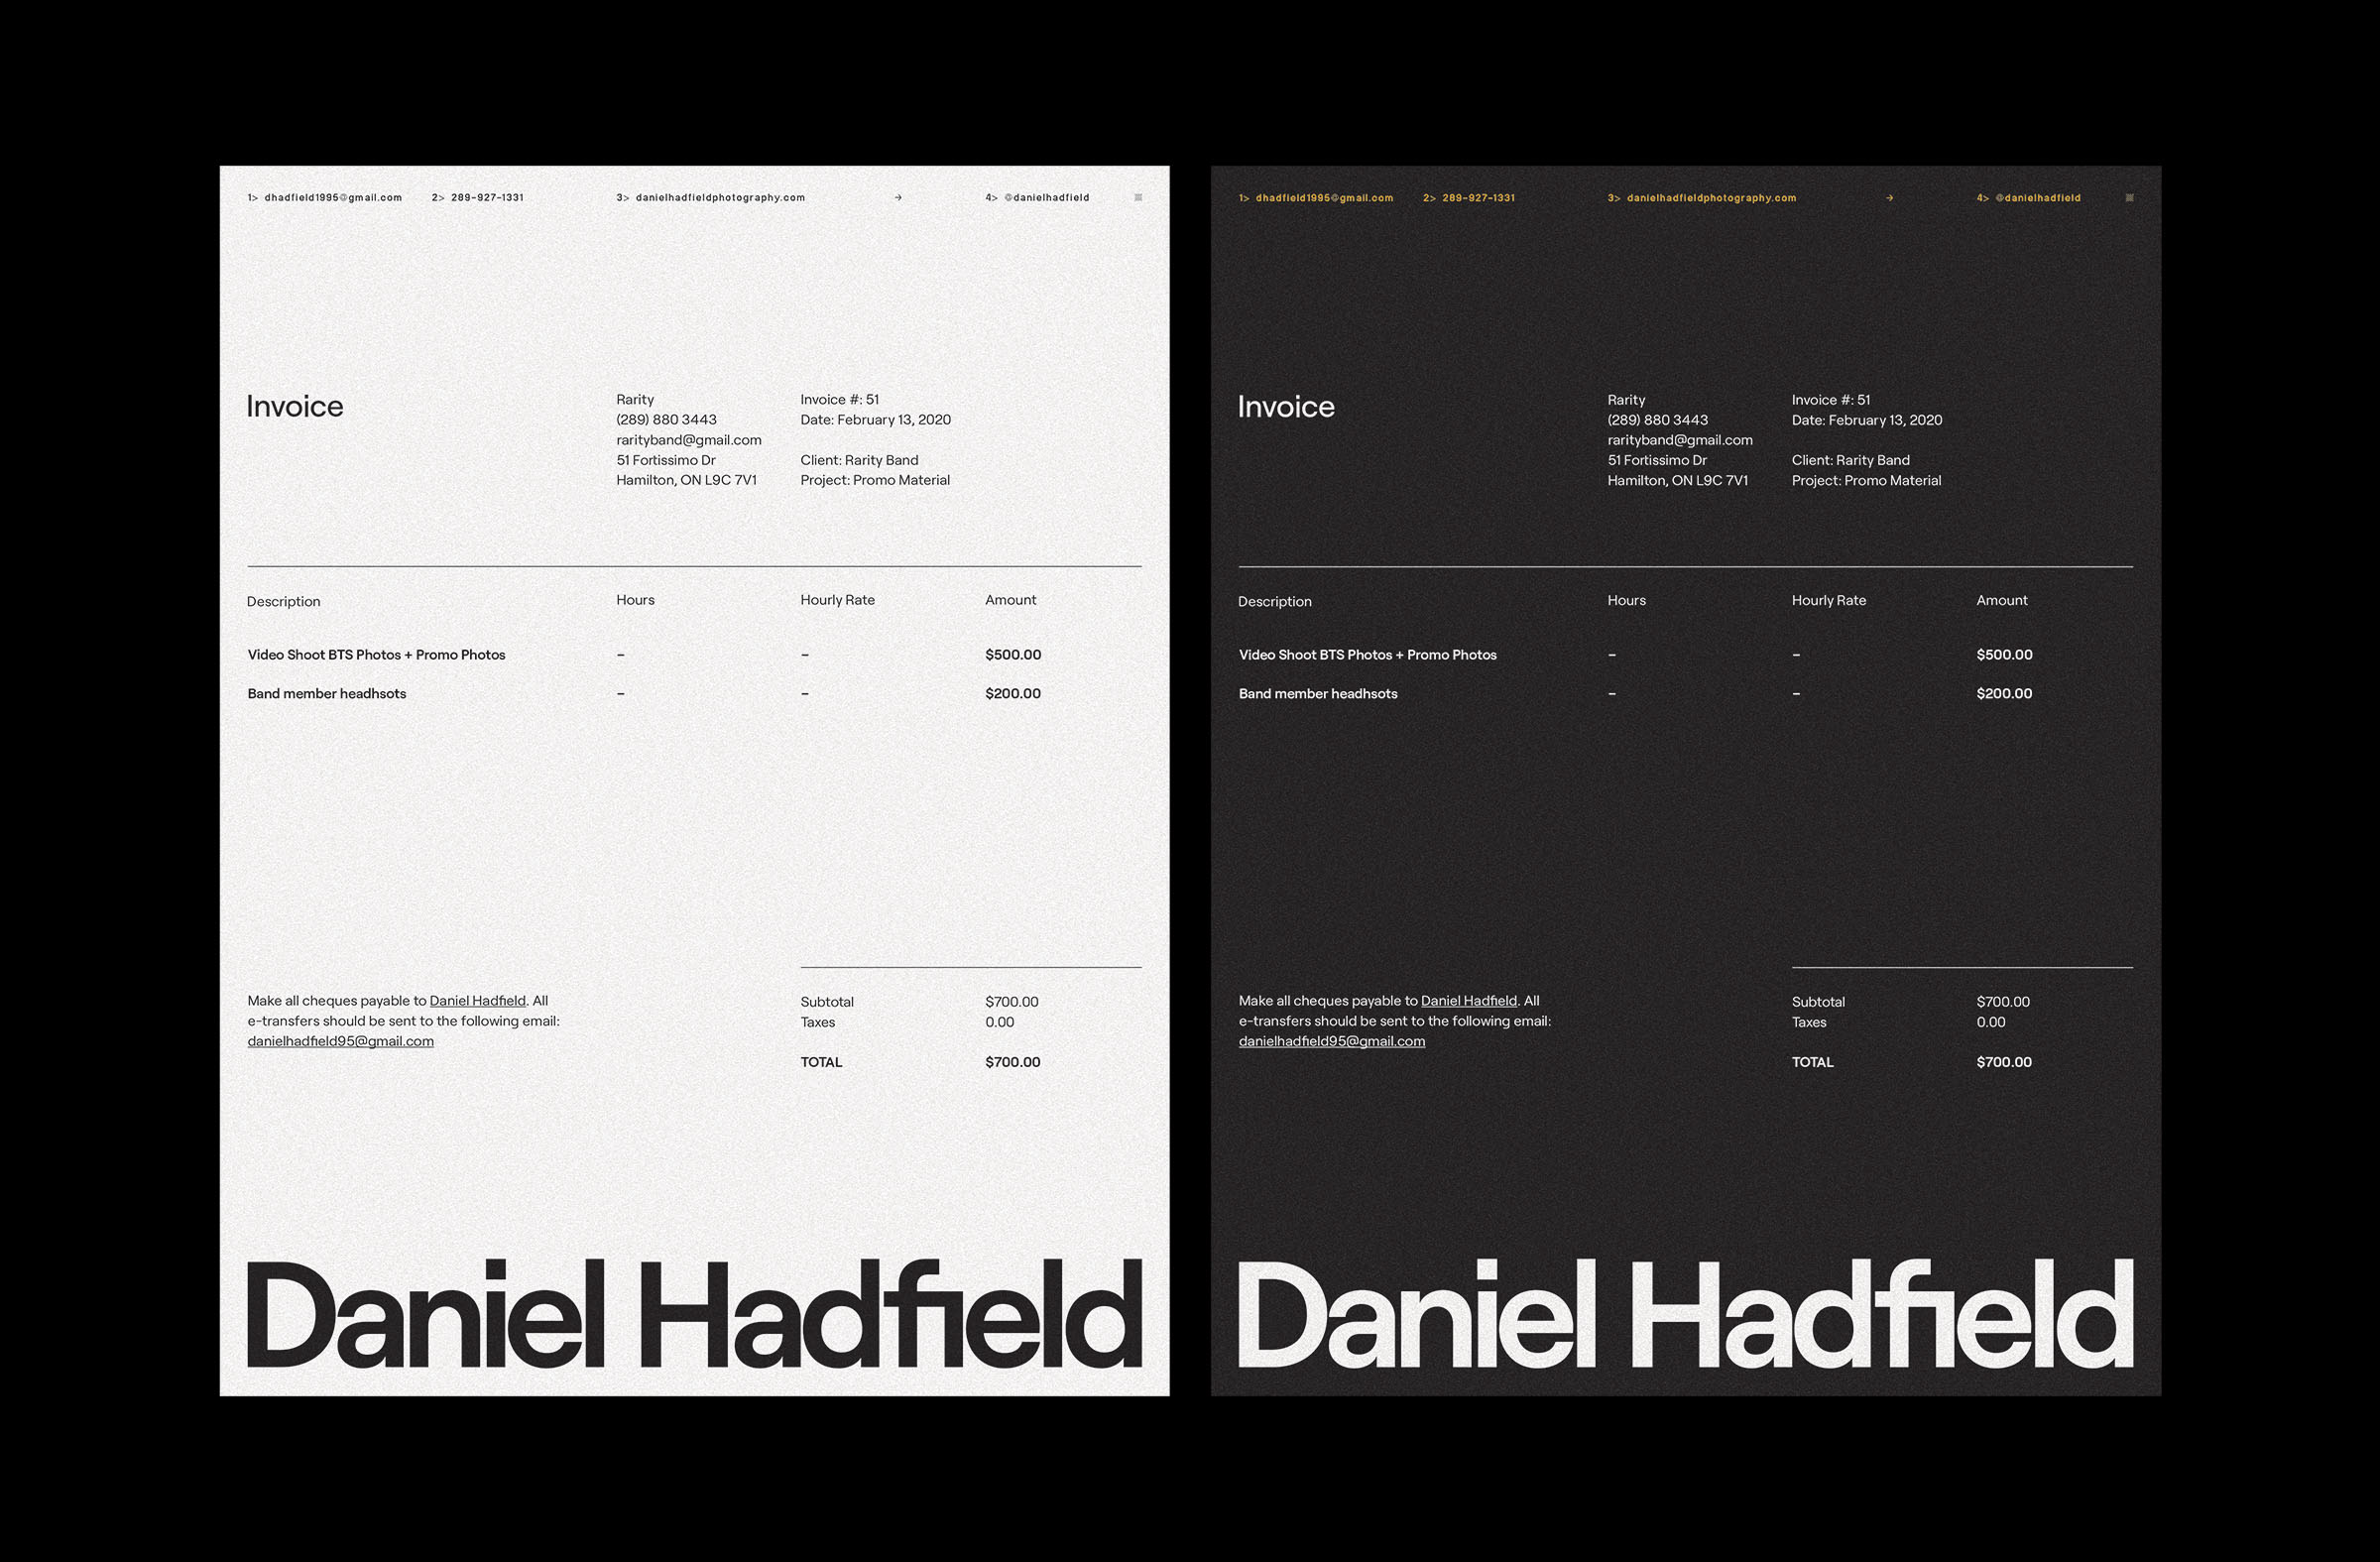 1> dhadfield1995@gmail.com 2> 289-927-1331 3> danielhadfieldphotography.com → 4> @danielhadfield
Invoice
Rarity
(289) 880 3443
rarityband@gmail.com
51 Fortissimo Dr
Hamilton, ON L9C 7V1
Invoice #: 51
Date: February 13, 2020
Client: Rarity Band
Project: Promo Material
Description Hours Hourly Rate Amount
Video Shoot BTS Photos + Promo Photos – – $500.00
Band member headhsots – – $200.00
Make all cheques payable to Daniel Hadfield. All
e-transfers should be sent to the following email:
danielhadfield95@gmail.com
Subtotal $700.00
Taxes 0.00
TOTAL $700.00
Daniel Hadfield
1> dhadfield1995@gmail.com 2> 289-927-1331 3> danielhadfieldphotography.com → 4> @danielhadfield
Invoice
Rarity
(289) 880 3443
rarityband@gmail.com
51 Fortissimo Dr
Hamilton, ON L9C 7V1
Invoice #: 51
Date: February 13, 2020
Client: Rarity Band
Project: Promo Material
Description Hours Hourly Rate Amount
Video Shoot BTS Photos + Promo Photos – – $500.00
Band member headhsots – – $200.00
Make all cheques payable to Daniel Hadfield. All
e-transfers should be sent to the following email:
danielhadfield95@gmail.com
Subtotal $700.00
Taxes 0.00
TOTAL $700.00
Daniel Hadfield